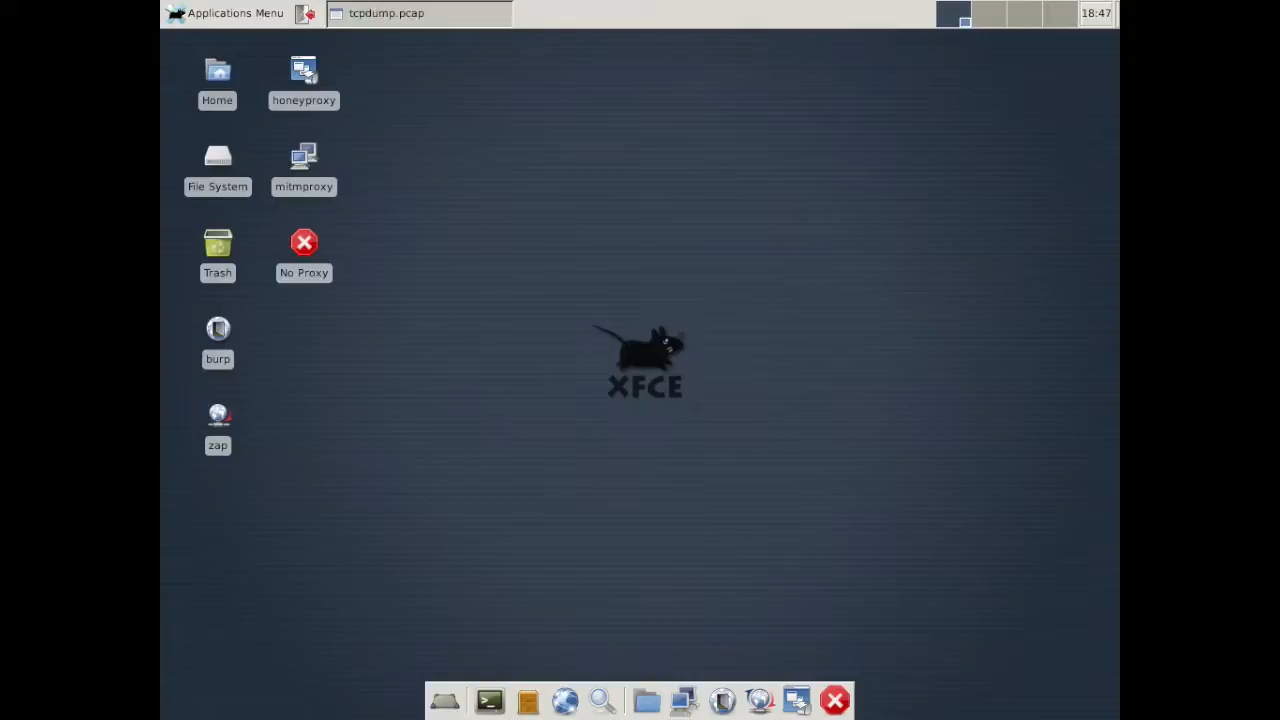 Applications Menu
tcpdump.pcap
18:47
Home
honeyproxy
File System
mitmproxy
Trash
No Proxy
burp
zap
XFCE